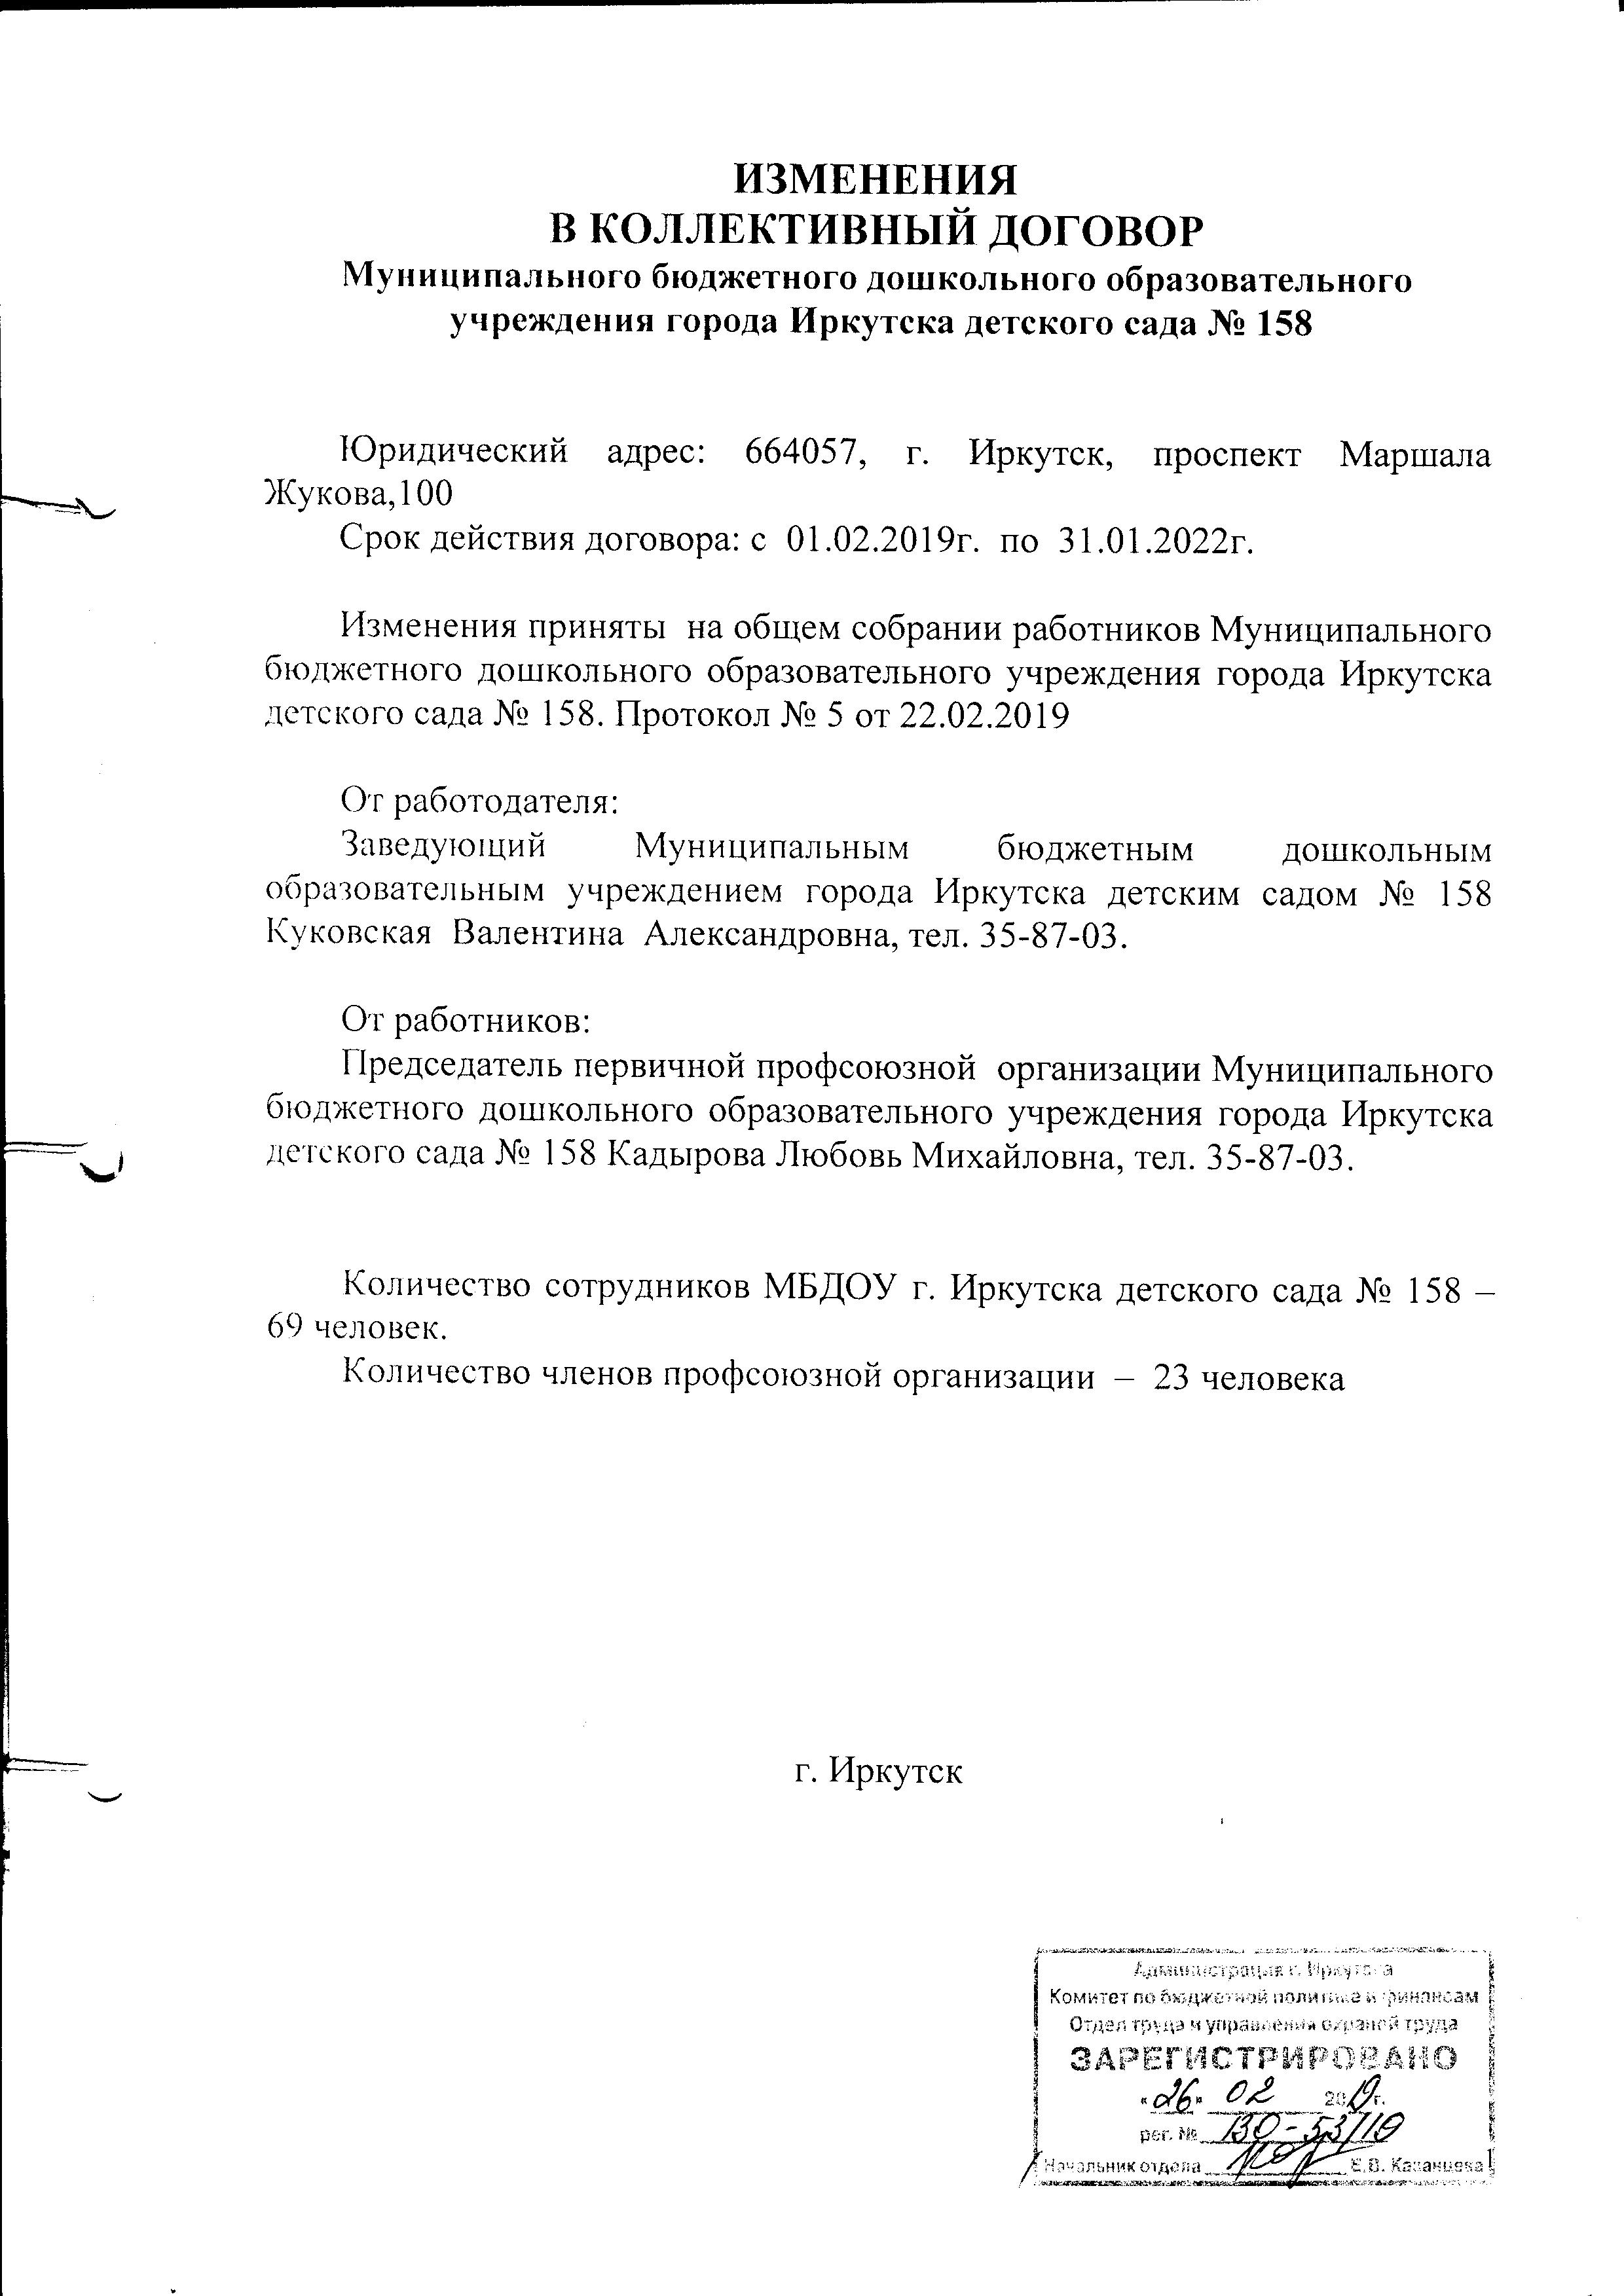 ИЗМЕНЕНИЯ
В КОЛЛЕКТИВНЫЙ ДОГОВОР
Муниципального бюджетного дошкольного образовательного
учреждения города Иркутска детского сада № 158
Юридический адрес: 664057, г. Иркутск, проспект Маршала
Жукова,100
Срок действия договора: с 01.02.2019г. по 31.01.2022г.
Изменения приняты на общем собрании работников Муниципального
бюджетного дошкольного образовательного учреждения города Иркутска
детского сада № 158. Протокол № 5 от 22.02.2019
От работодателя:
Заведующий Муниципальным бюджетным дошкольным
образовательным учреждением города Иркутска детским садом № 158
Куковская Валентина Александровна, тел. 35-87-03.
От работников:
Председатель первичной профсоюзной организации Муниципального
бюджетного дошкольного образовательного учреждения города Иркутска
детского сада № 158 Кадырова Любовь Михайловна, тел. 35-87-03.
Количество сотрудников МБДОУ г. Иркутска детского сада № 158 –
69 человек.
Количество членов профсоюзной организации – 23 человека
г. Иркутск
Администрация г. Иркутска
Комитет по бюджетной политике и финансам
Отдел труда и управления охраной труда
ЗАРЕГИСТРИРОВАНО
«26» 02 2019г.
рег. №
Начальник отдела Е.В. Казанцева